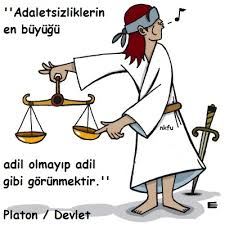 ''Adaletsizliklerin
en büyüğü
nkfu
adil olmayıp adil
gibi görünmektir.''
Platon / Devlet